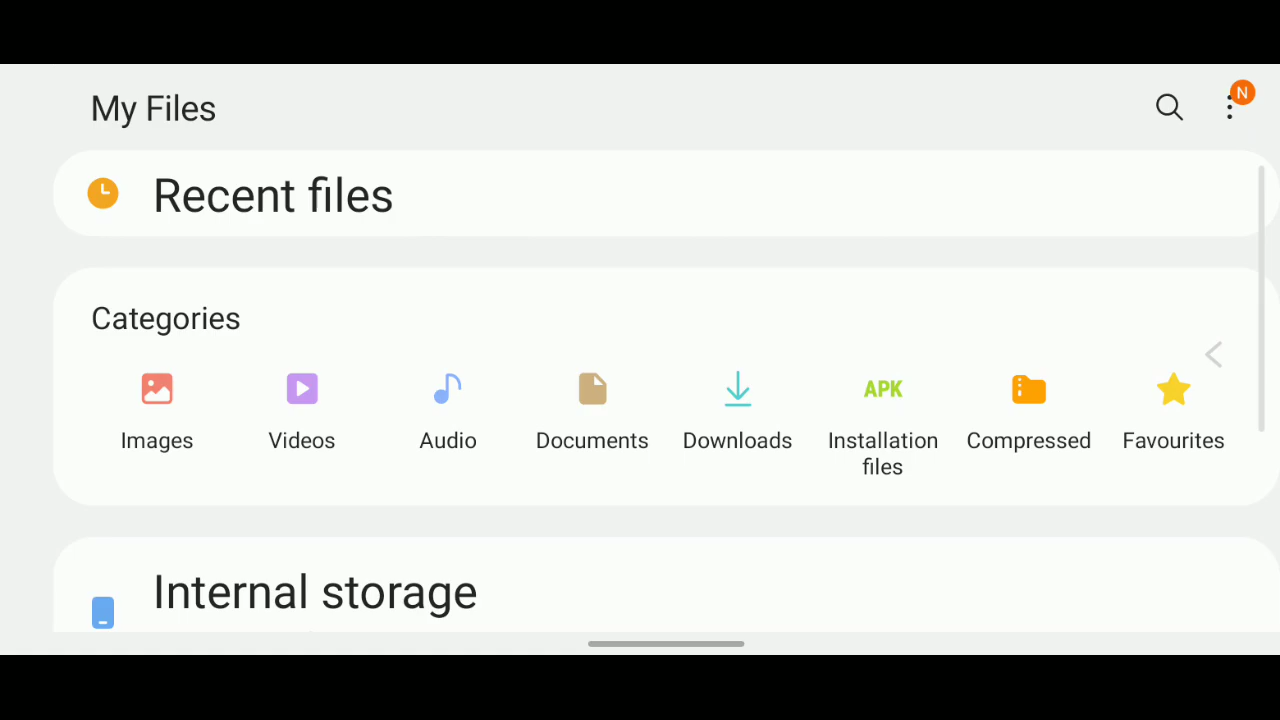 My Files
N
Recent files
Categories
Images
Videos
Audio
Documents
Downloads
APK
Installation
files
Compressed
Favourites
Internal storage